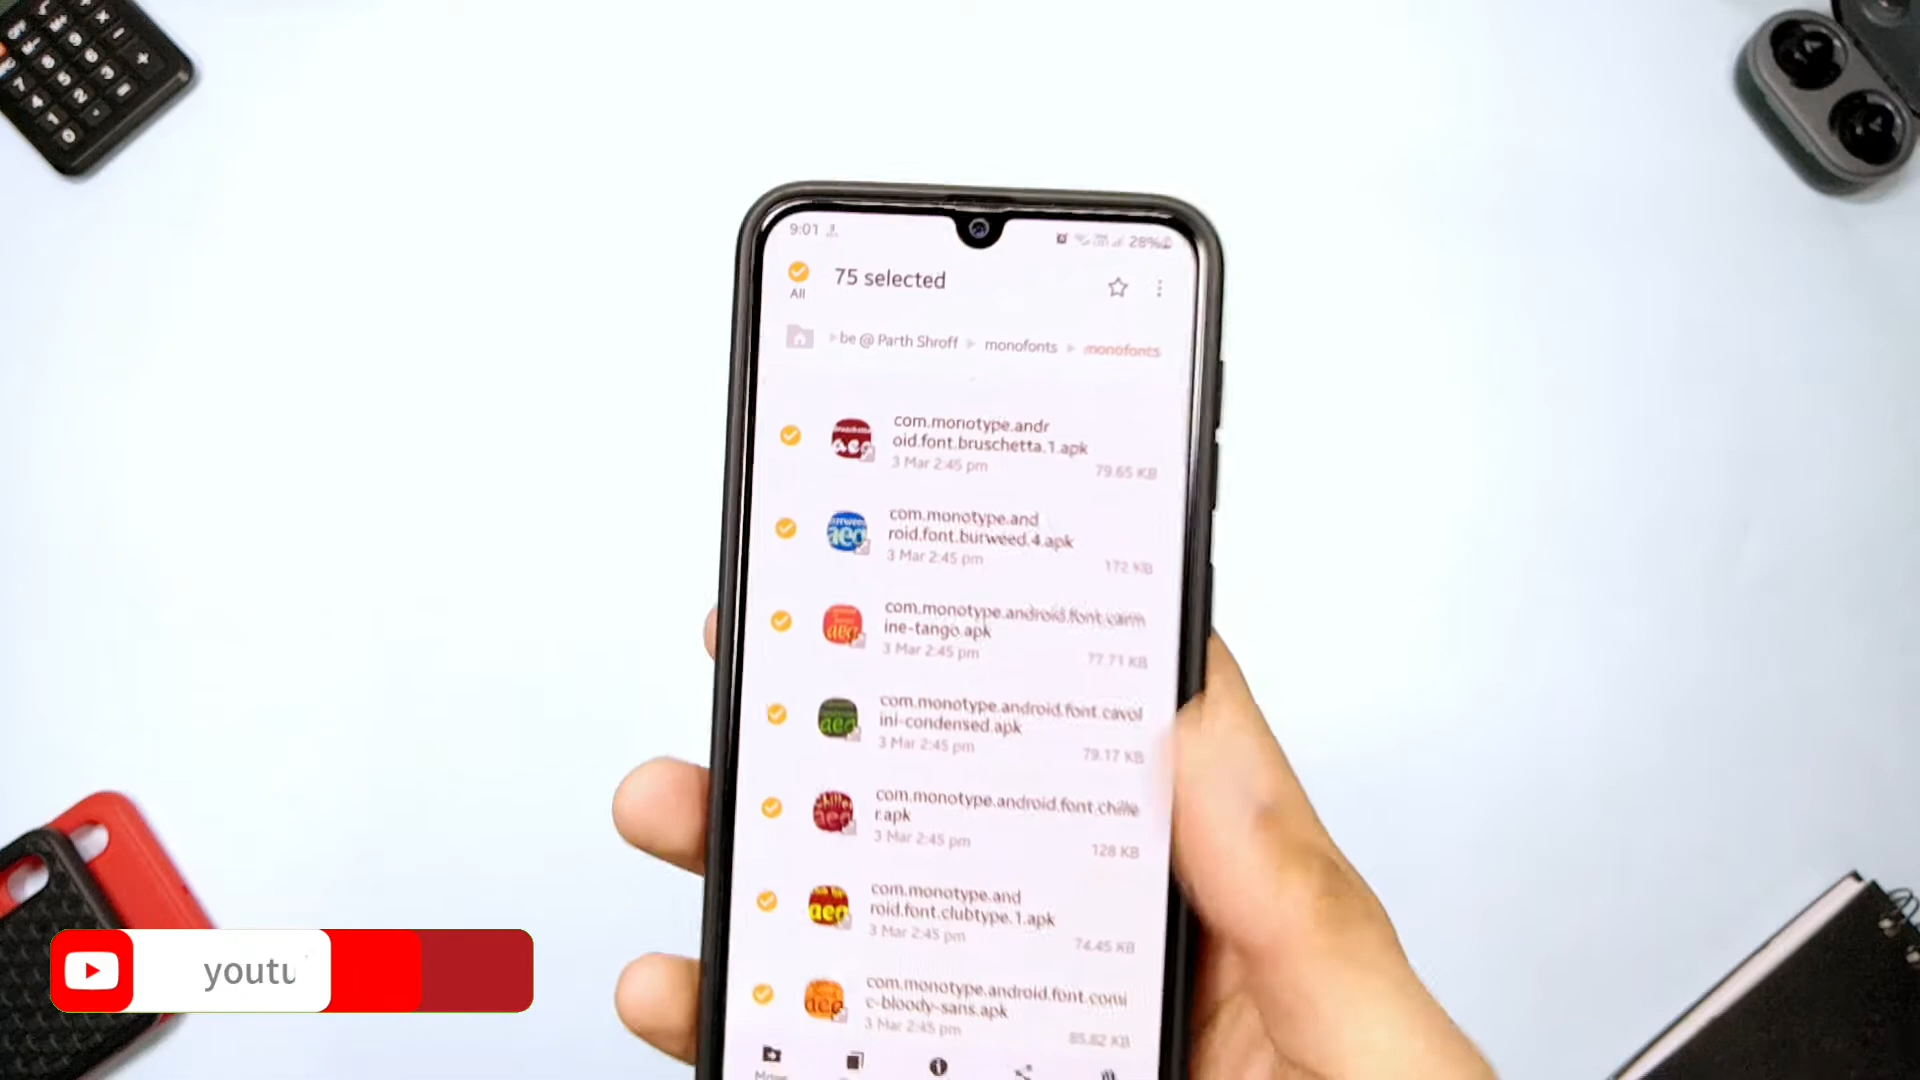 9:01
28%
75 selected
All
be @ Parth Shroff
monofonts
monofonts
com.monotype.andr
oid.font.bruschetta.1.apk
3 Mar 2:45 pm
79.65 KB
com.monotype.and
roid.font.burweed.4.apk
3 Mar 2:45 pm
172 KB
com.monotype.android.font.carm
ine-tango.apk
3 Mar 2:45 pm
77.71 KB
com.monotype.android.font.cavol
ini-condensed.apk
3 Mar 2:45 pm
79.17 KB
com.monotype.android.font.chille
r.apk
3 Mar 2:45 pm
128 KB
com.monotype.and
roid.font.clubtype.1.apk
3 Mar 2:45 pm
74.45 KB
com.monotype.android.font.comi
c-bloody-sans.apk
3 Mar 2:45 pm
85.82 KB
youtu